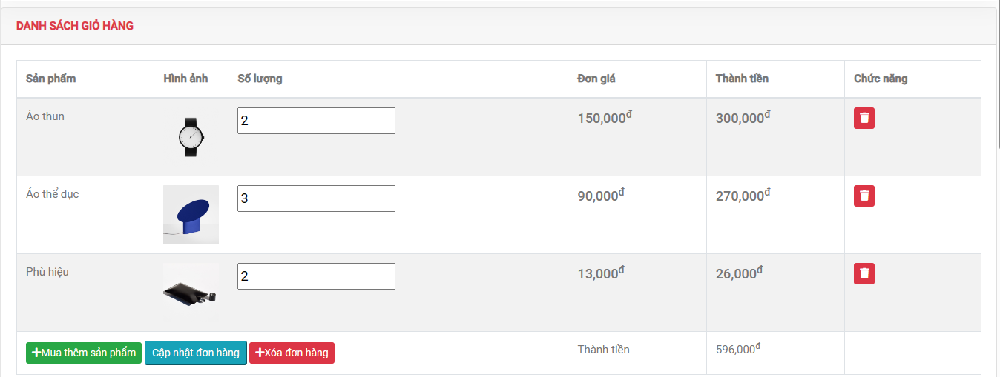 DANH SÁCH GIỎ HÀNG
Sản phẩm Hình ảnh Số lượng Đơn giá Thành tiền Chức năng
Áo thun 2 150,000đ 300,000đ
Áo thể dục 3 90,000đ 270,000đ
Phù hiệu 2 13,000đ 26,000đ
Mua thêm sản phẩm Cập nhật đơn hàng Xóa đơn hàng Thành tiền 596,000đ